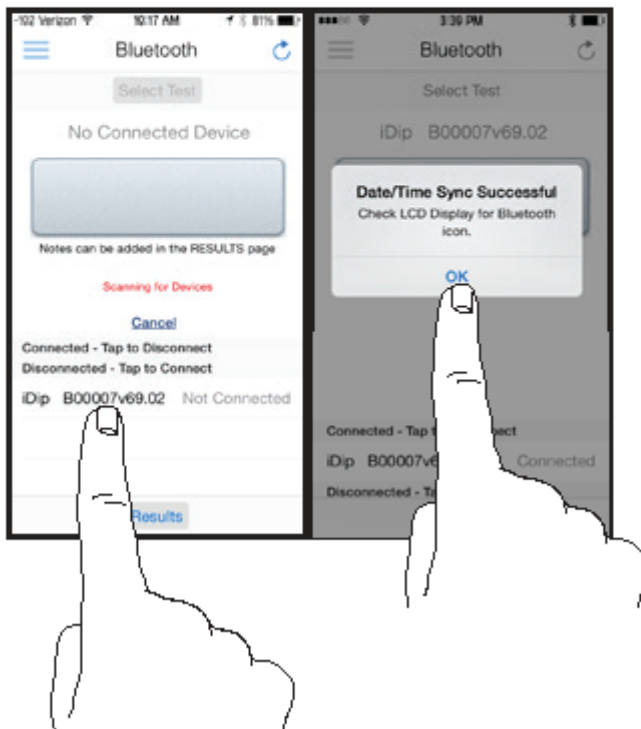 -102 Verizon 10:17 AM 81%
Bluetooth
Select Test
No Connected Device
Notes can be added in the RESULTS page
Scanning for Devices
Cancel
Connected - Tap to Disconnect
Disconnected - Tap to Connect
iDip B00007v69.02 Not Connected
Results
3:39 PM
Bluetooth
Select Test
iDip B00007v69.02
Date/Time Sync Successful
Check LCD Display for Bluetooth
icon.
OK
Connected - Tap
iDip B00007v6 Connected
Disconnected - Ta